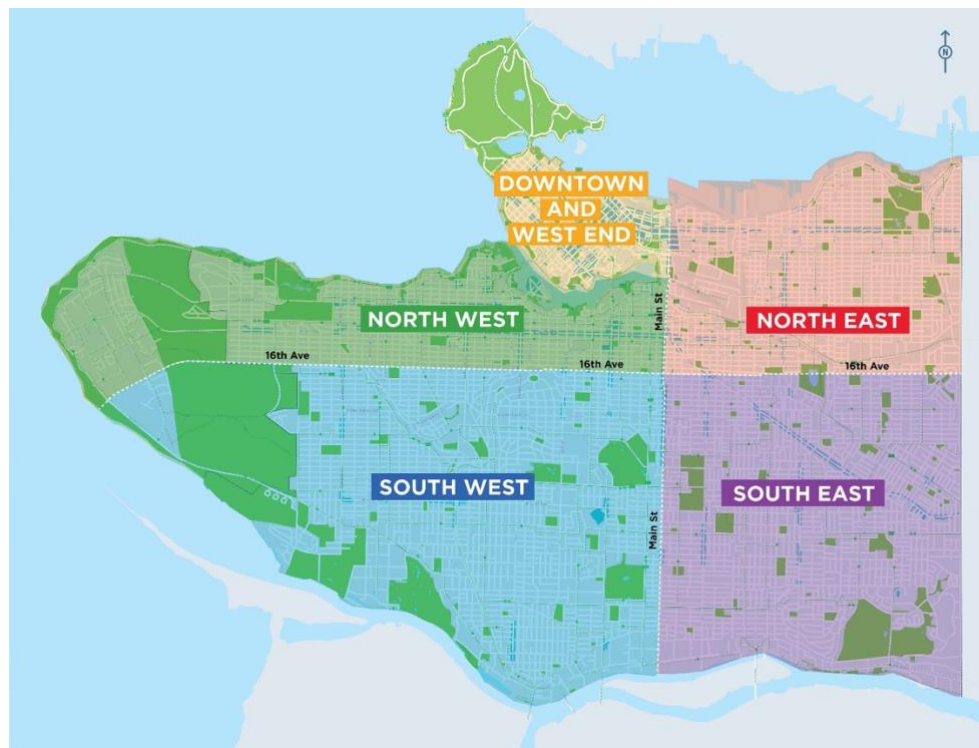 N
DOWNTOWN
AND
WEST END
Main St
NORTH WEST
NORTH EAST
16th Ave
16th Ave
16th Ave
SOUTH WEST
SOUTH EAST
Main St